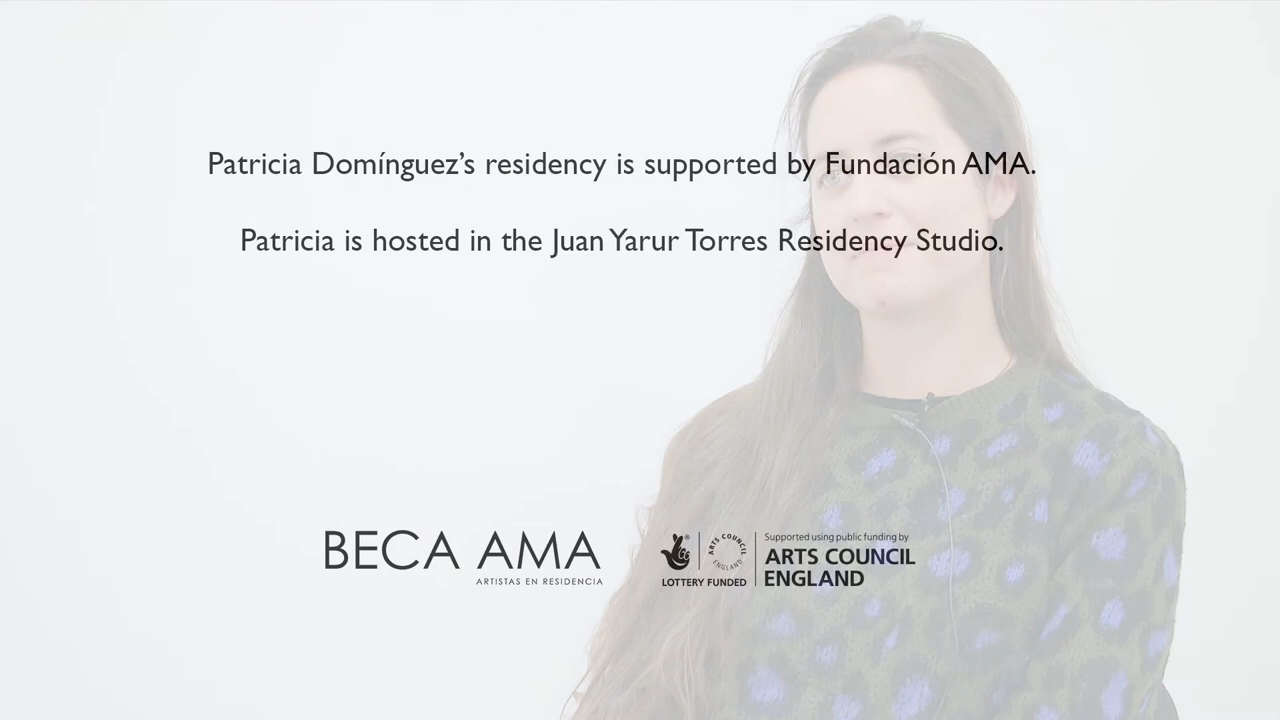 Patricia Domínguez’s residency is supported by Fundación AMA.
Patricia is hosted in the Juan Yarur Torres Residency Studio.
BECA AMA
ARTISTAS EN RESIDENCIA
ARTS COUNCIL
ENGLAND
LOTTERY FUNDED
Supported using public funding by
ARTS COUNCIL
ENGLAND